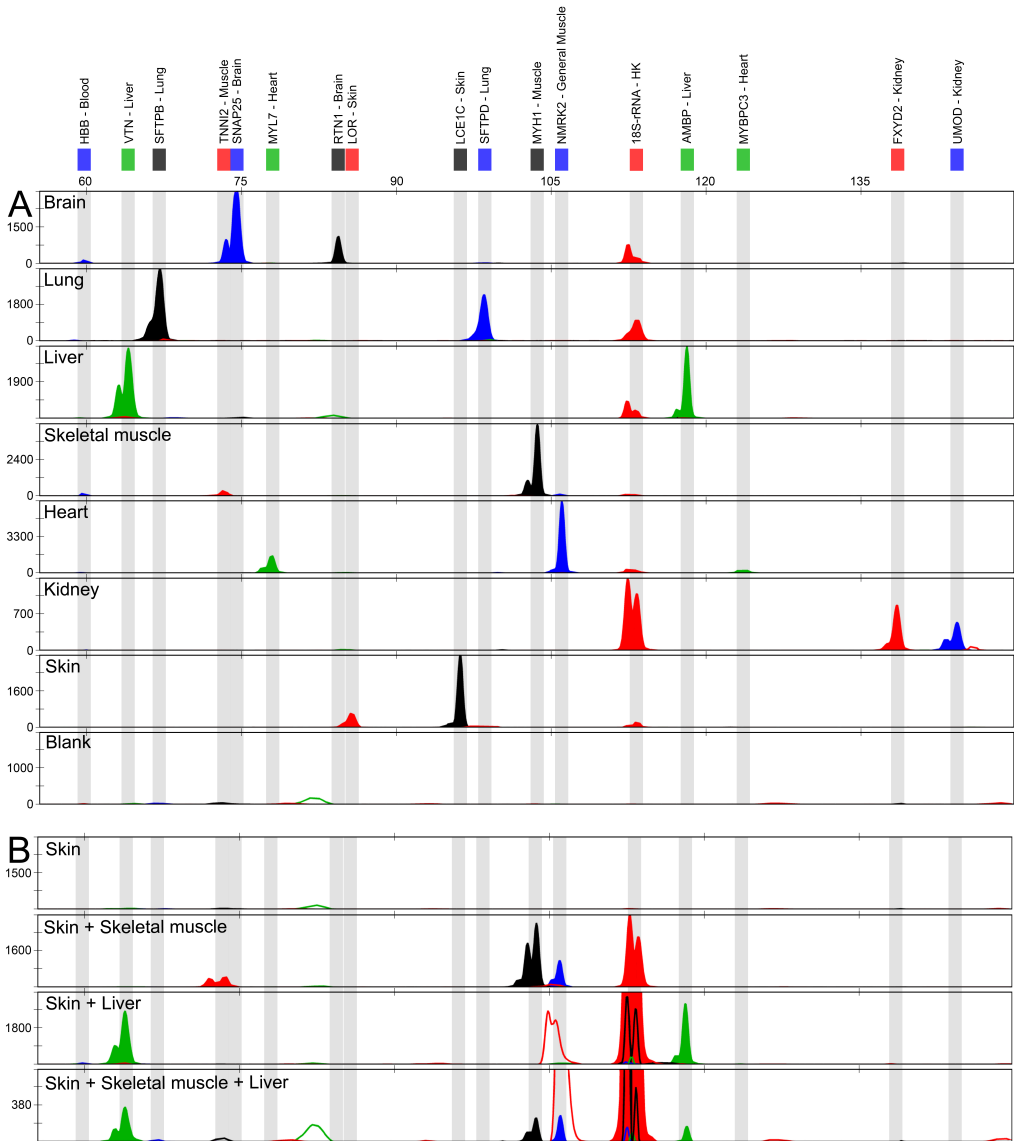 HBB - Blood
VTN - Liver
SFTPB - Lung
TNNI2 - Muscle
SNAP25 - Brain
MYL7 - Heart
RTN1 - Brain
LOR - Skin
LCE1C - Skin
SFTPD - Lung
MYH1 - Muscle
NMRK2 - General Muscle
18S-rRNA - HK
AMBP - Liver
MYBPC3 - Heart
FXYD2 - Kidney
UMOD - Kidney
60 75 90 105 120 135
A
Brain
1500
0
Lung
1800
0
Liver
1900
0
Skeletal muscle
2400
0
Heart
3300
0
Kidney
700
0
Skin
1600
0
Blank
1000
0
B
Skin
1500
Skin + Skeletal muscle
1600
Skin + Liver
1800
Skin + Skeletal muscle + Liver
380